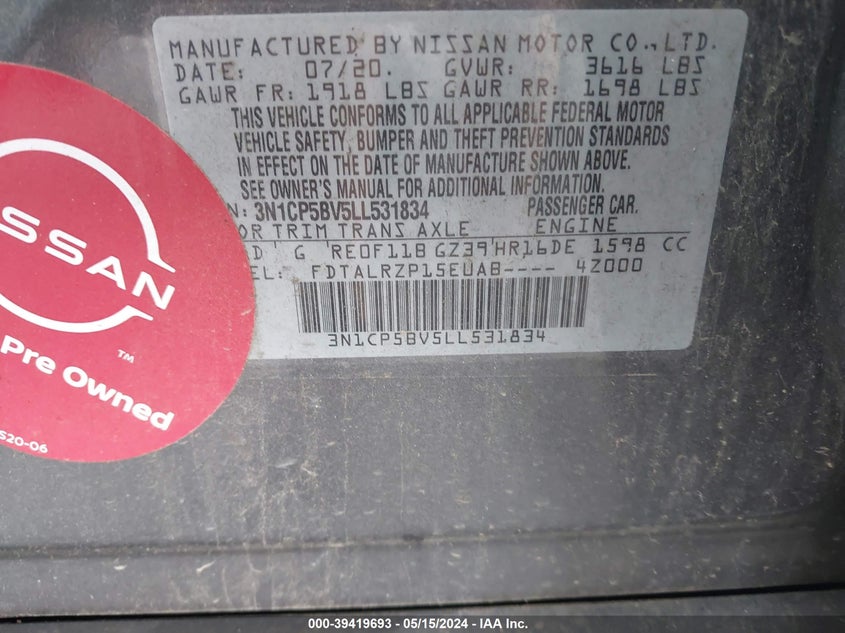 MANUFACTURED BY NISSAN MOTOR CO., LTD.
DATE: 07/20. GVWR: 3616 LBS
GAWR FR: 1918 LBS GAWR RR: 1698 LBS
THIS VEHICLE CONFORMS TO ALL APPLICABLE FEDERAL MOTOR
VEHICLE SAFETY, BUMPER AND THEFT PREVENTION STANDARDS
IN EFFECT ON THE DATE OF MANUFACTURE SHOWN ABOVE.
SEE OWNER'S MANUAL FOR ADDITIONAL INFORMATION.
N: 3N1CP5BV5LL531834 PASSENGER CAR.
OR TRIM TRANS AXLE ENGINE
D G RE0F11B GZ39 HR16DE 1598 CC
EL: FDTALRZP15EUAB---- 4Z000
3N1CP5BV5LL531834
ISSAN
™
Pre Owned
S20-06
000-39419693 - 05/15/2024 - IAA Inc.